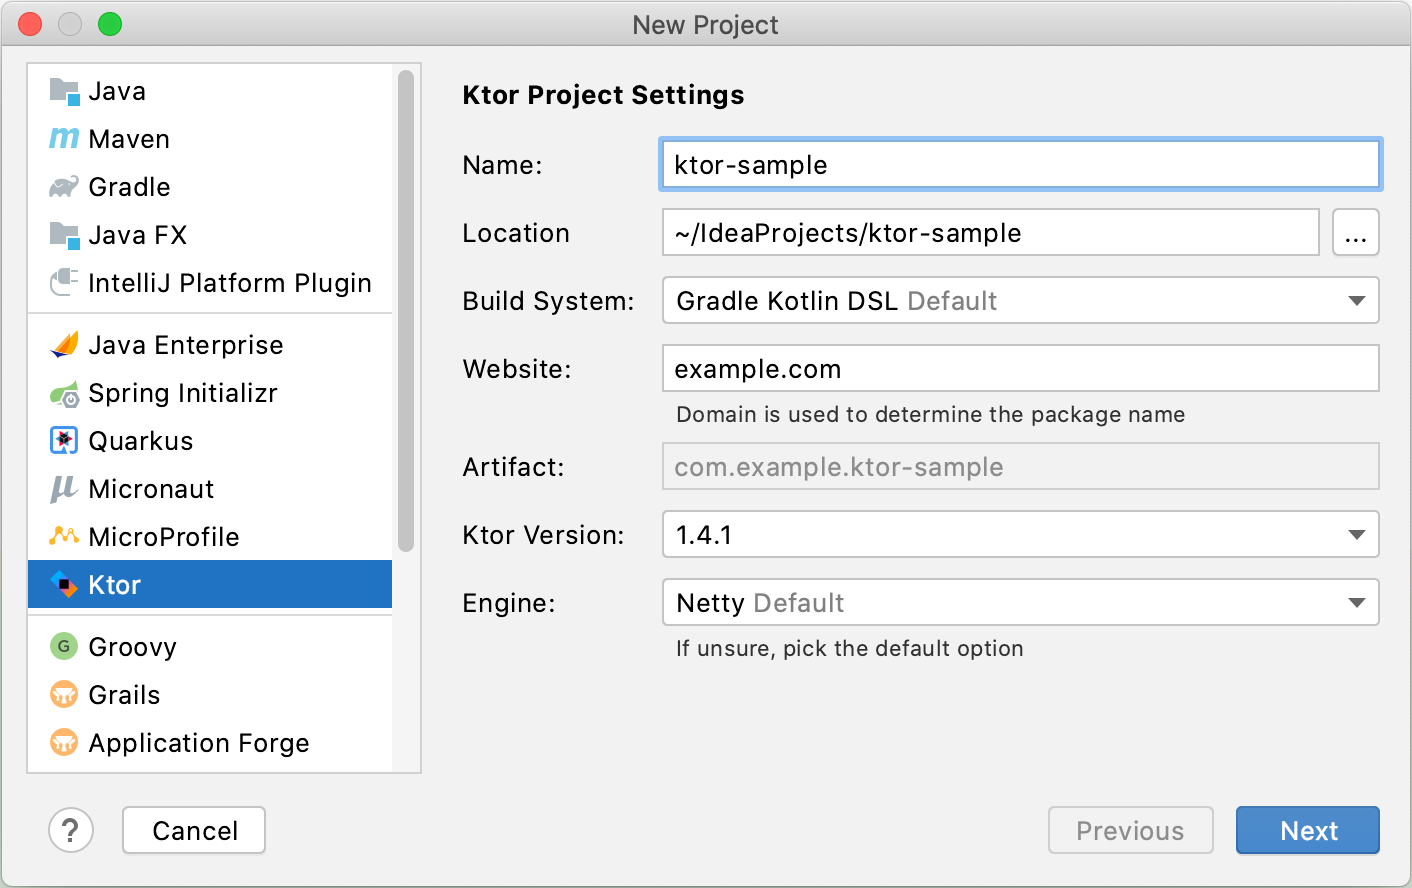 New Project
Java
Maven
Gradle
Java FX
IntelliJ Platform Plugin
Java Enterprise
Spring Initializr
Quarkus
Micronaut
MicroProfile
Ktor
G Groovy
Grails
Application Forge
Ktor Project Settings
Name: ktor-sample
Location ~/IdeaProjects/ktor-sample ...
Build System: Gradle Kotlin DSL Default
Website: example.com
Domain is used to determine the package name
Artifact: com.example.ktor-sample
Ktor Version: 1.4.1
Engine: Netty Default
If unsure, pick the default option
? Cancel Previous Next